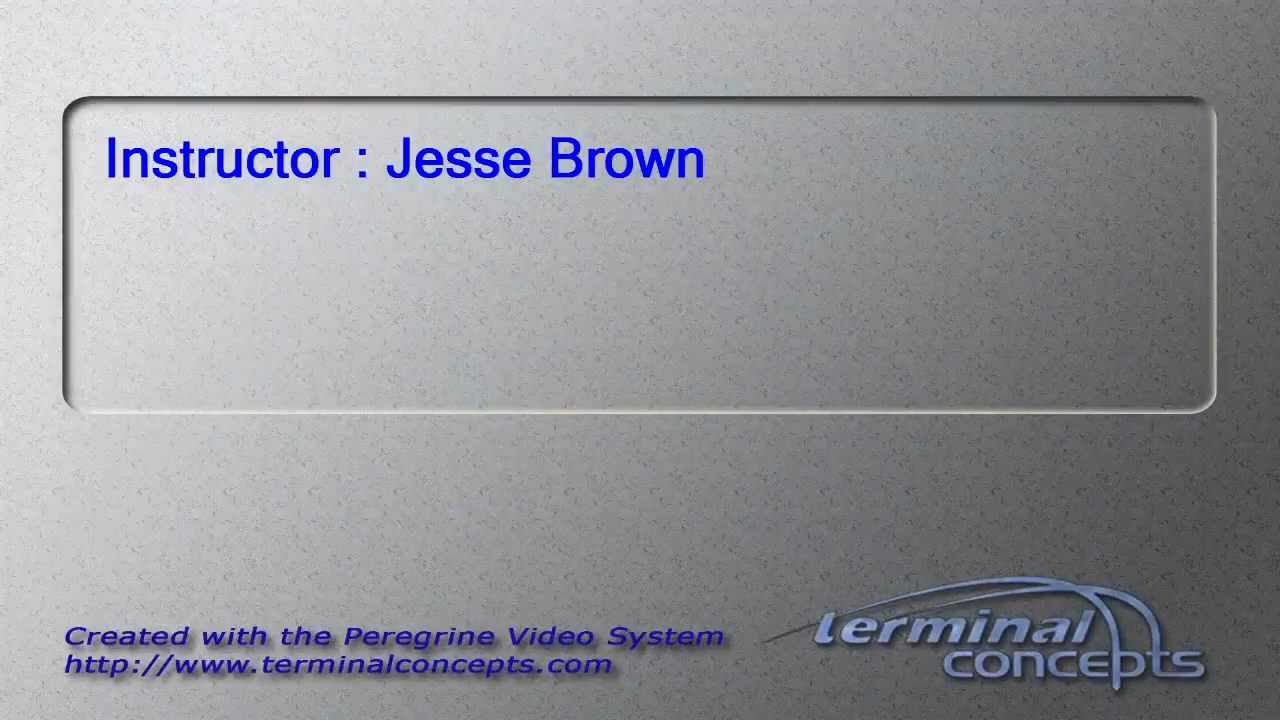 Instructor : Jesse Brown
Created with the Peregrine Video System
http://www.terminalconcepts.com
terminal
concepts